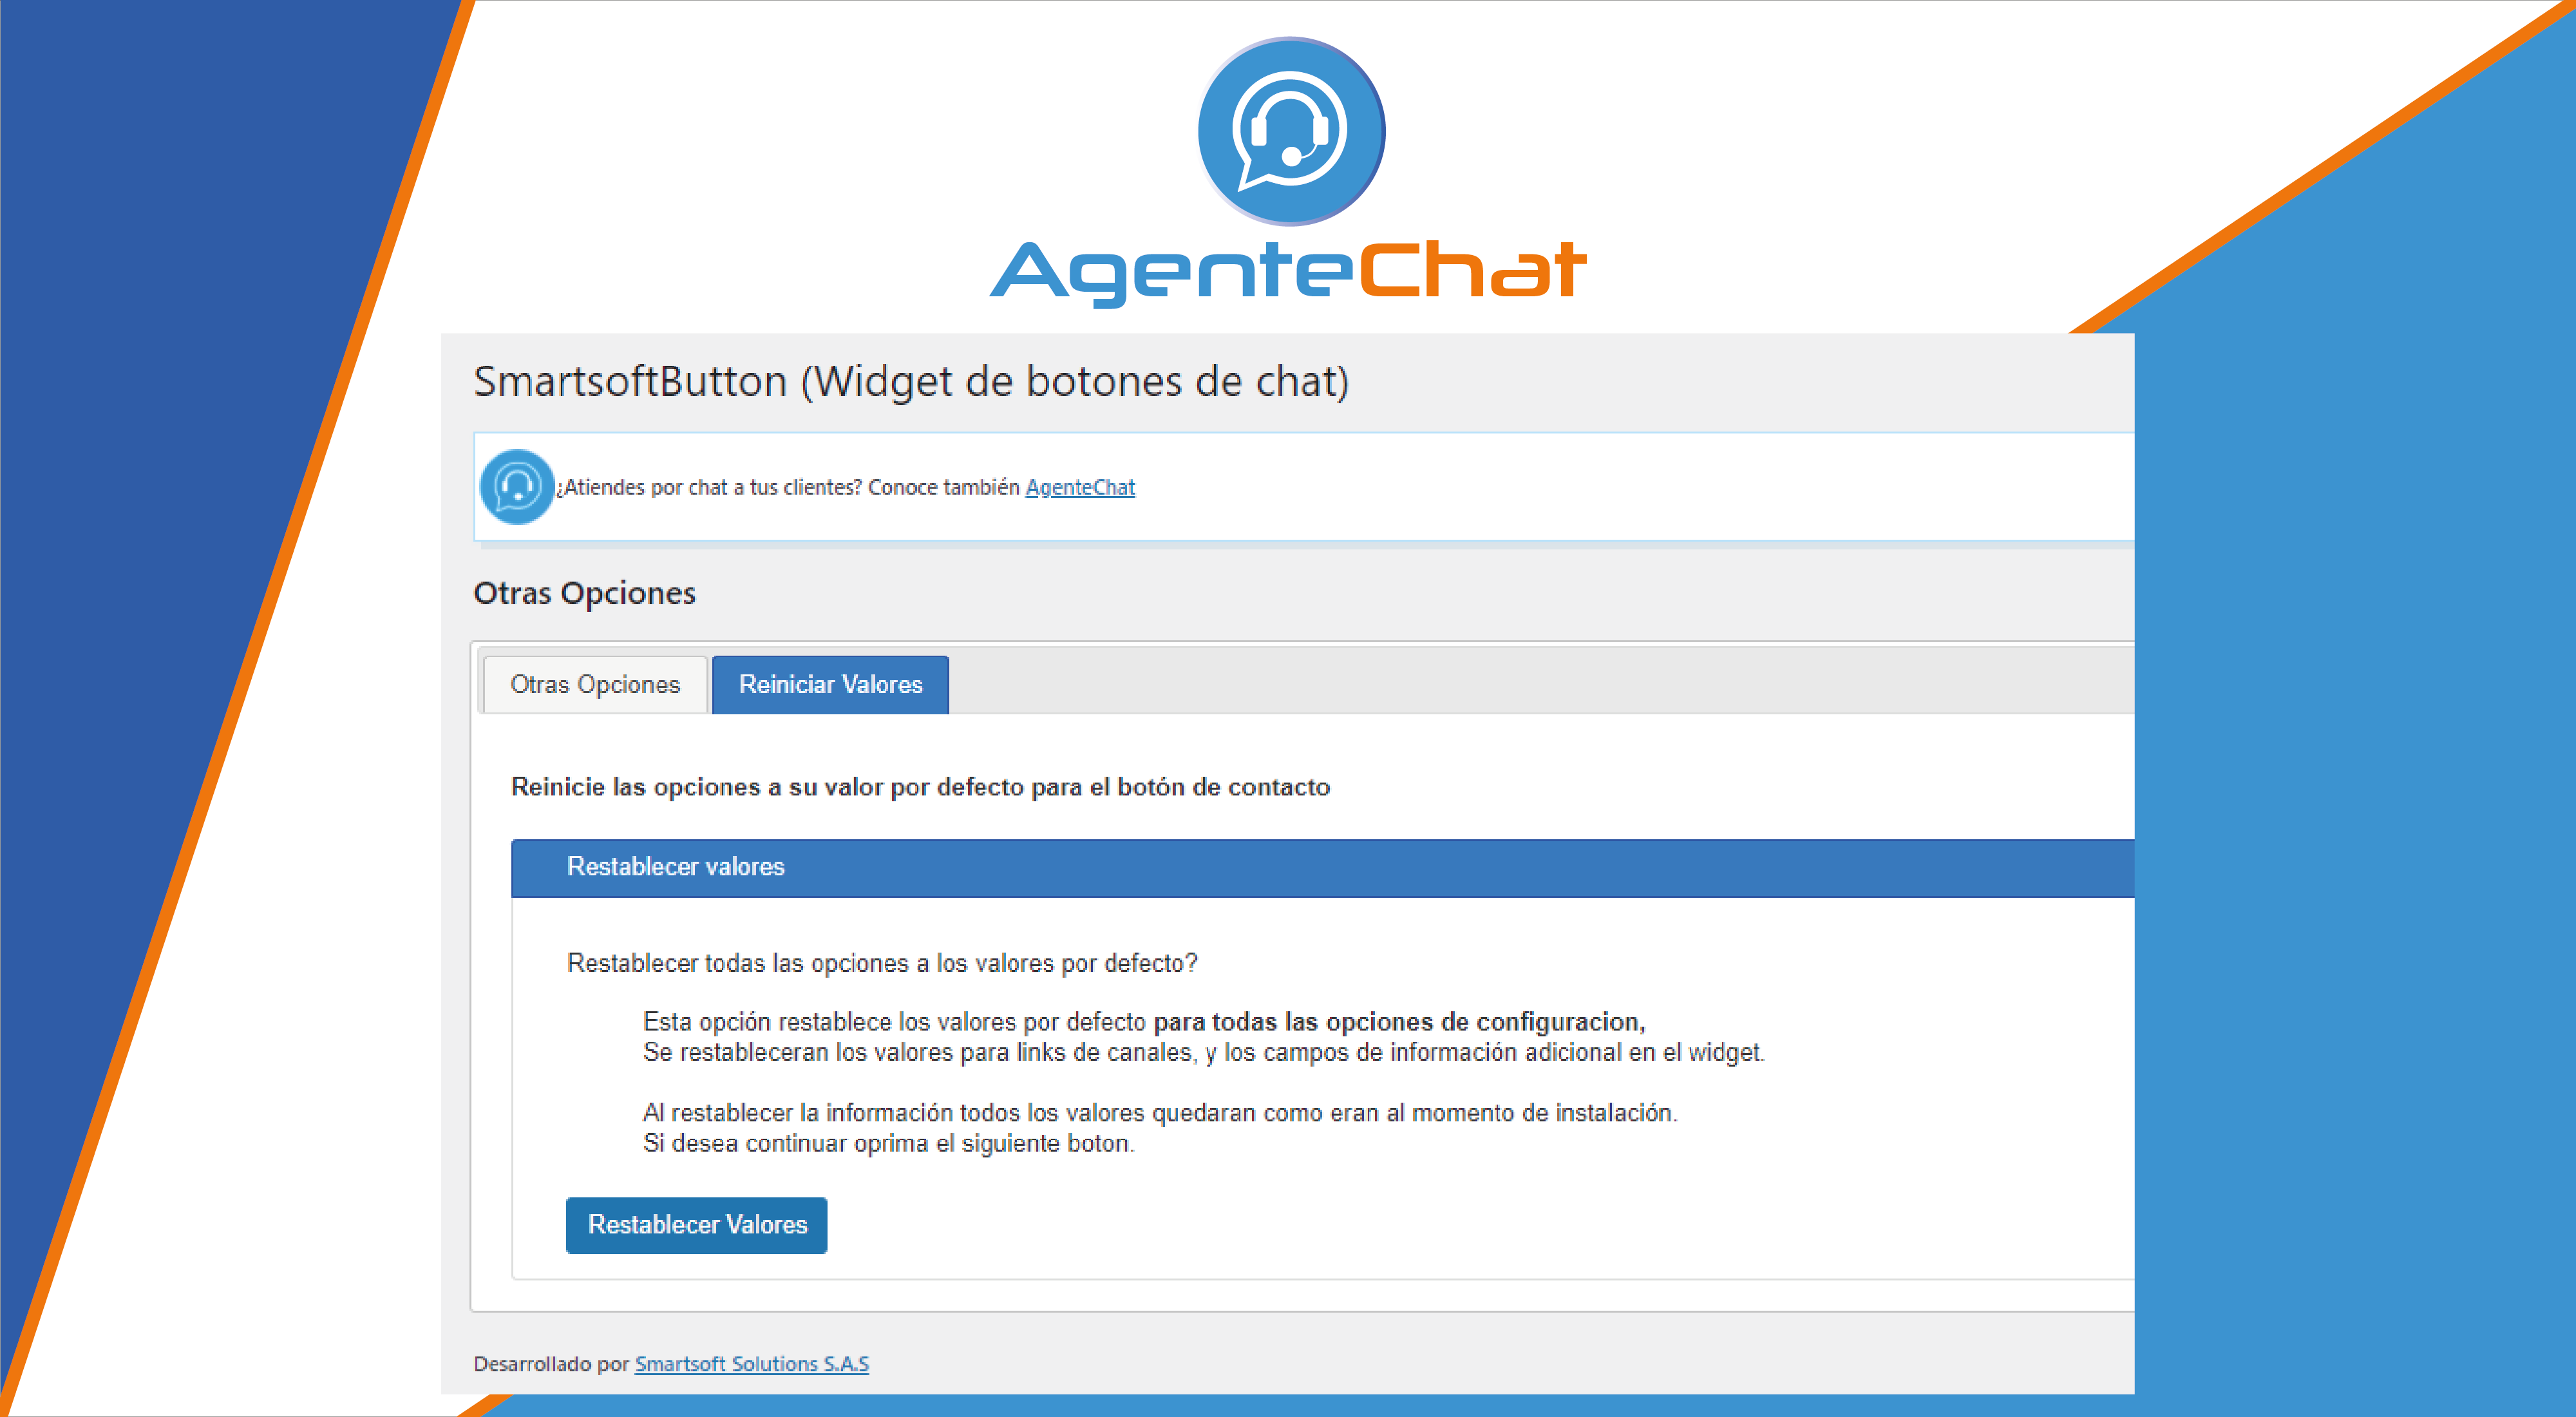 AgenteChat
SmartsoftButton (Widget de botones de chat)
¿Atiendes por chat a tus clientes? Conoce también AgenteChat
Otras Opciones
Otras Opciones
Reiniciar Valores
Reinicie las opciones a su valor por defecto para el botón de contacto
Restablecer valores
Restablecer todas las opciones a los valores por defecto?
Esta opción restablece los valores por defecto para todas las opciones de configuracion,
Se restableceran los valores para links de canales, y los campos de información adicional en el widget.
Al restablecer la información todos los valores quedaran como eran al momento de instalación.
Si desea continuar oprima el siguiente boton.
Restablecer Valores
Desarrollado por Smartsoft Solutions S.A.S